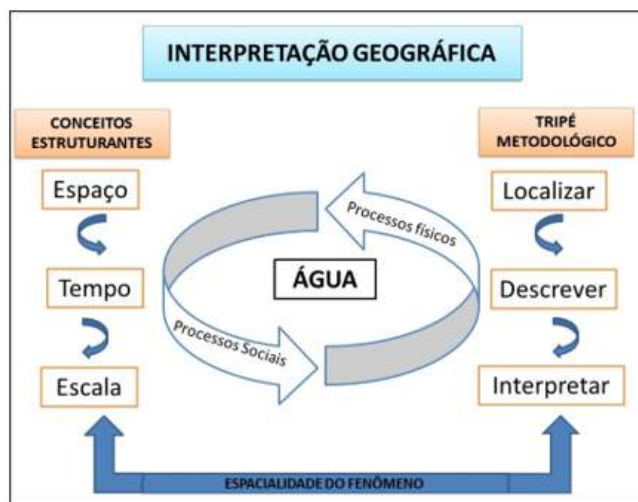 INTERPRETAÇÃO GEOGRÁFICA
CONCEITOS
ESTRUTURANTES
Espaço
Tempo
Escala
Processos físicos
ÁGUA
Processos Sociais
TRIPÉ
METODOLÓGICO
Localizar
Descrever
Interpretar
ESPACIALIDADE DO FENÔMENO